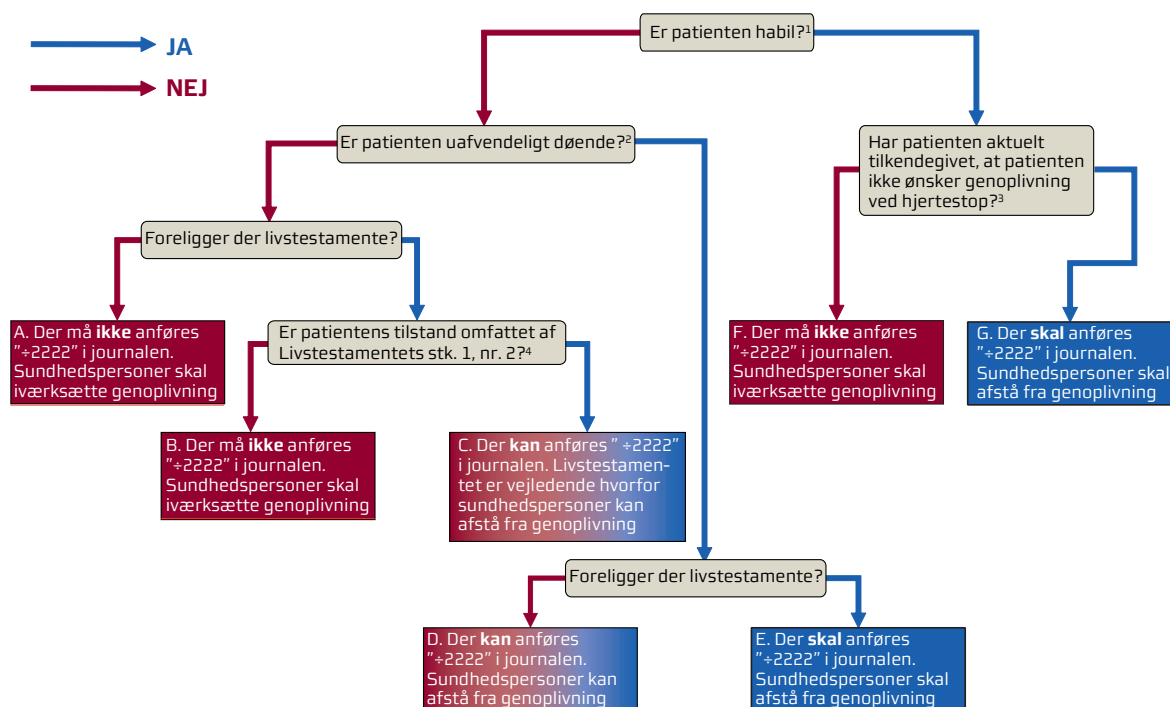 JA
NEJ
Er patienten habil?¹
Er patienten uafvendeligt døende?²
Har patienten aktuelt
tilkendegivet, at patienten
ikke ønsker genoplivning
ved hjertestop?³
Foreligger der livstestamente?
A. Der må ikke anføres
"÷2222" i journalen.
Sundhedspersoner skal
iværksætte genoplivning
Er patientens tilstand omfattet af
Livstestamentets stk. 1, nr. 2?⁴
F. Der må ikke anføres
"÷2222" i journalen.
Sundhedspersoner skal
iværksætte genoplivning
G. Der skal anføres
"÷2222" i journalen.
Sundhedspersoner skal
afstå fra genoplivning
B. Der må ikke anføres
"÷2222" i journalen.
Sundhedspersoner skal
iværksætte genoplivning
C. Der kan anføres " ÷2222"
i journalen. Livstestamen-
tet er vejledende hvorfor
sundhedspersoner kan
afstå fra genoplivning
Foreligger der livstestamente?
D. Der kan anføres
"÷2222" i journalen.
Sundhedspersoner kan
afstå fra genoplivning
E. Der skal anføres
"÷2222" i journalen.
Sundhedspersoner skal
afstå fra genoplivning